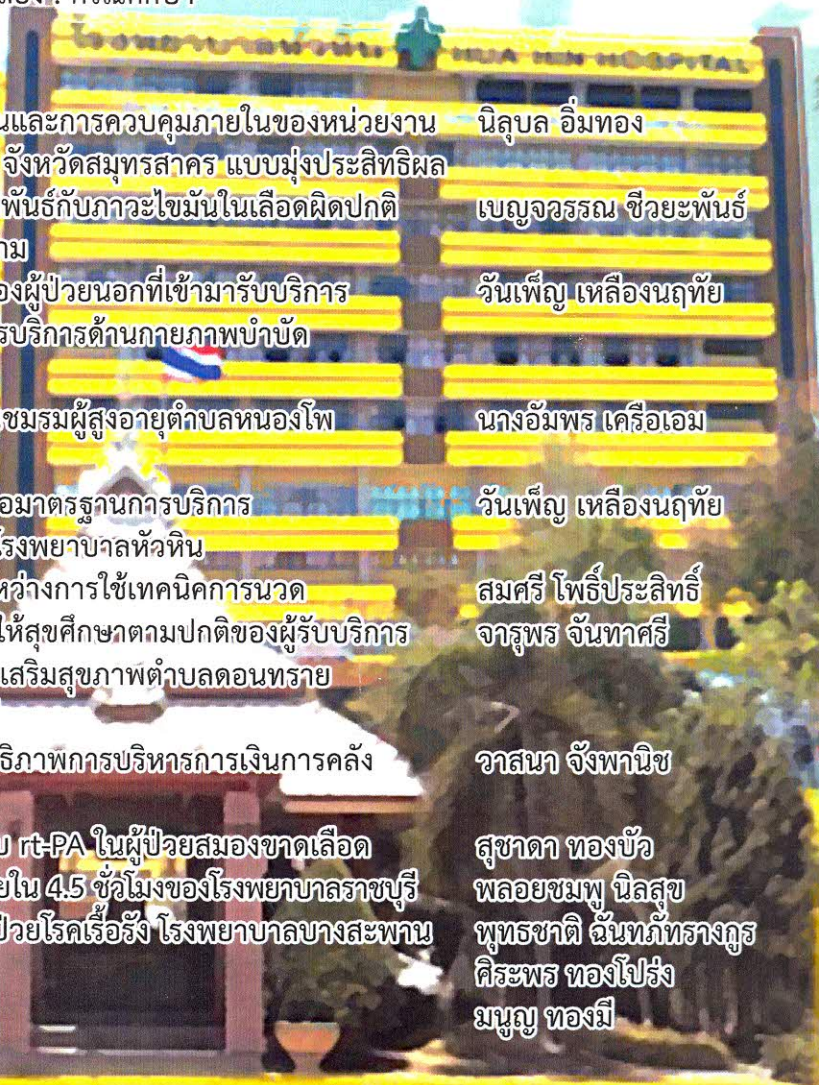 โรงพยาบาลหัวหิน HUA HIN HOSPITAL
นและการควบคุมภายในของหน่วยงาน นิลุบล อิ่มทอง
จังหวัดสมุทรสาคร แบบมุ่งประสิทธิผล
พันธ์กับภาวะไขมันในเลือดผิดปกติ เบญจวรรณ ชีวยะพันธ์
าม
องผู้ป่วยนอกที่เข้ามารับบริการ วันเพ็ญ เหลืองนฤทัย
รบริการด้านกายภาพบำบัด
ชมรมผู้สูงอายุตำบลหนองโพ นางอัมพร เครือเอม
อมาตรฐานการบริการ วันเพ็ญ เหลืองนฤทัย
โรงพยาบาลหัวหิน
หว่างการใช้เทคนิคการนวด สมศรี โพธิ์ประสิทธิ์
ให้สุขศึกษาตามปกติของผู้รับบริการ จารุพร จันทาศรี
เสริมสุขภาพตำบลดอนทราย
ธิภาพการบริหารการเงินการคลัง วาสนา จังพานิช
บ rt-PA ในผู้ป่วยสมองขาดเลือด สุชาดา ทองบัว
ยใน 4.5 ชั่วโมงของโรงพยาบาลราชบุรี พลอยชมพู นิลสุข
ป่วยโรคเรื้อรัง โรงพยาบาลบางสะพาน พุทธชาติ ฉันทภัทรางกูร
ศิระพร ทองโปร่ง
มนูญ ทองมี